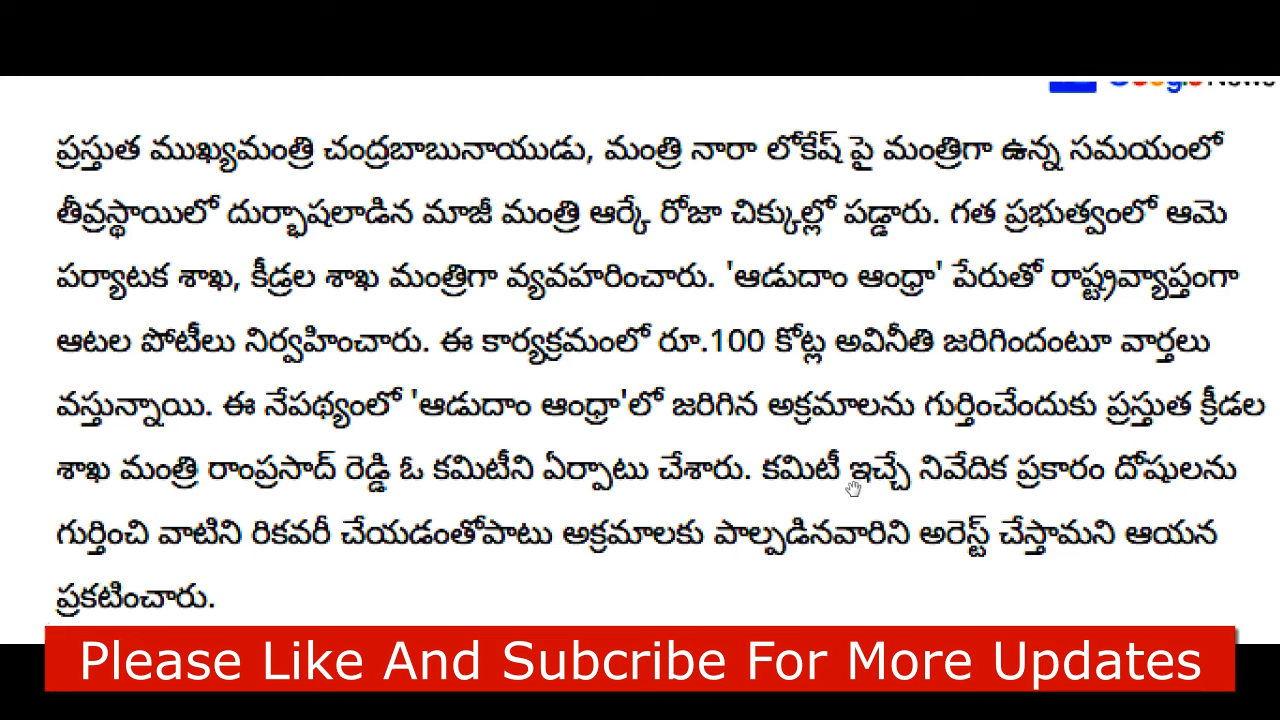 Google News
ప్రస్తుత ముఖ్యమంత్రి చంద్రబాబునాయుడు, మంత్రి నారా లోకేష్ పై మంత్రిగా ఉన్న సమయంలో
తీవ్రస్థాయిలో దుర్భాషలాడిన మాజీ మంత్రి ఆర్కే రోజా చిక్కుల్లో పడ్డారు. గత ప్రభుత్వంలో ఆమె
పర్యాటక శాఖ, కీడ్రల శాఖ మంత్రిగా వ్యవహరించారు. 'ఆడుదాం ఆంధ్రా' పేరుతో రాష్ట్రవ్యాప్తంగా
ఆటల పోటీలు నిర్వహించారు. ఈ కార్యక్రమంలో రూ.100 కోట్ల అవినీతి జరిగిందంటూ వార్తలు
వస్తున్నాయి. ఈ నేపథ్యంలో 'ఆడుదాం ఆంధ్రా'లో జరిగిన అక్రమాలను గుర్తించేందుకు ప్రస్తుత క్రీడల
శాఖ మంత్రి రాంప్రసాద్ రెడ్డి ఓ కమిటీని ఏర్పాటు చేశారు. కమిటీ ఇచ్చే నివేదిక ప్రకారం దోషులను
గుర్తించి వాటిని రికవరీ చేయడంతోపాటు అక్రమాలకు పాల్పడినవారిని అరెస్ట్ చేస్తామని ఆయన
ప్రకటించారు.
Please Like And Subcribe For More Updates